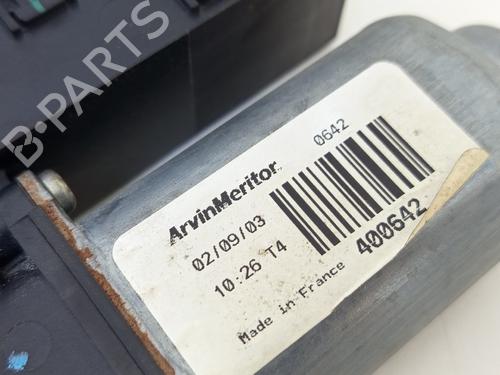 B-PARTS
ArvinMeritor 0642
02/09/03
10:26 T4
400642
Made in France